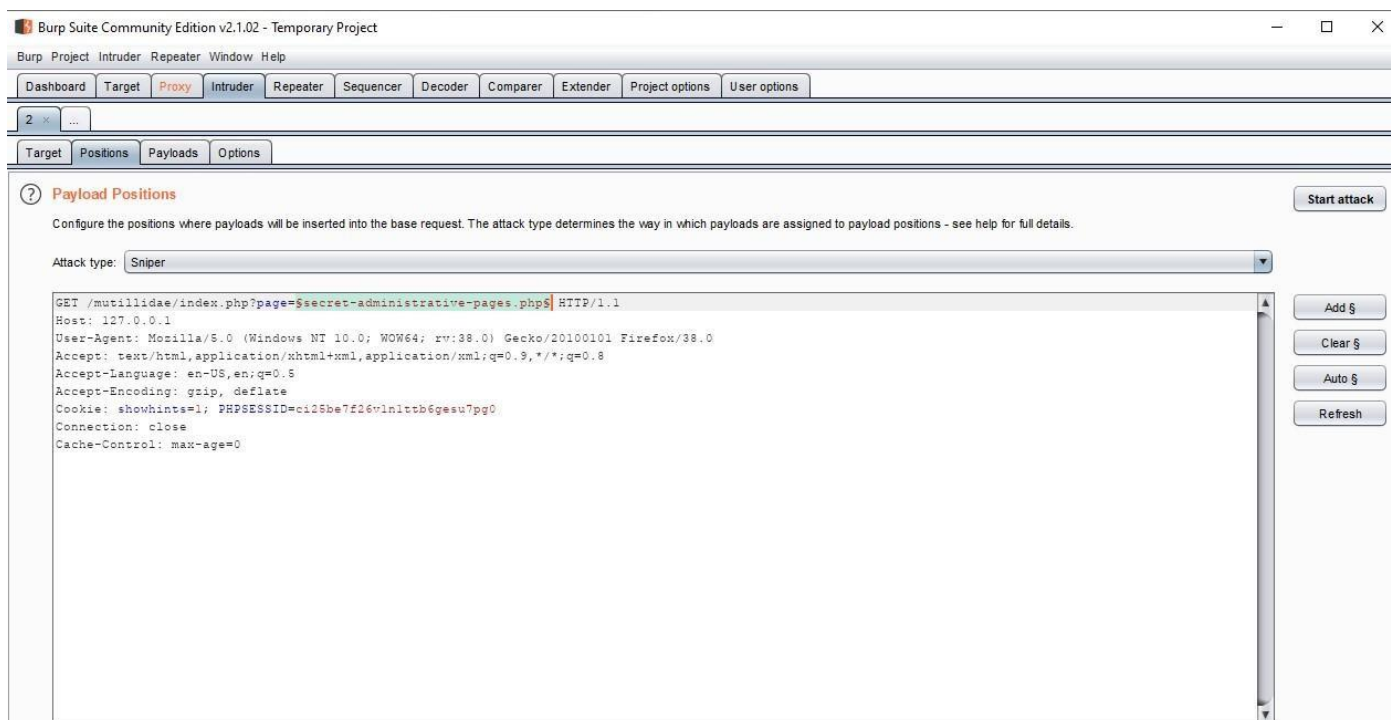 Burp Suite Community Edition v2.1.02 - Temporary Project
Burp Project Intruder Repeater Window Help
Dashboard Target Proxy Intruder Repeater Sequencer Decoder Comparer Extender Project options User options
2 × ...
Target Positions Payloads Options
? Payload Positions
Start attack
Configure the positions where payloads will be inserted into the base request. The attack type determines the way in which payloads are assigned to payload positions - see help for full details.
Attack type: Sniper
GET /mutillidae/index.php?page=§secret-administrative-pages.php§ HTTP/1.1
Host: 127.0.0.1
User-Agent: Mozilla/5.0 (Windows NT 10.0; WOW64; rv:38.0) Gecko/20100101 Firefox/38.0
Accept: text/html,application/xhtml+xml,application/xml;q=0.9,*/*;q=0.8
Accept-Language: en-US,en;q=0.5
Accept-Encoding: gzip, deflate
Cookie: showhints=1; PHPSESSID=ci25be7f26v1n1ttb6gesu7pg0
Connection: close
Cache-Control: max-age=0
Add §
Clear §
Auto §
Refresh